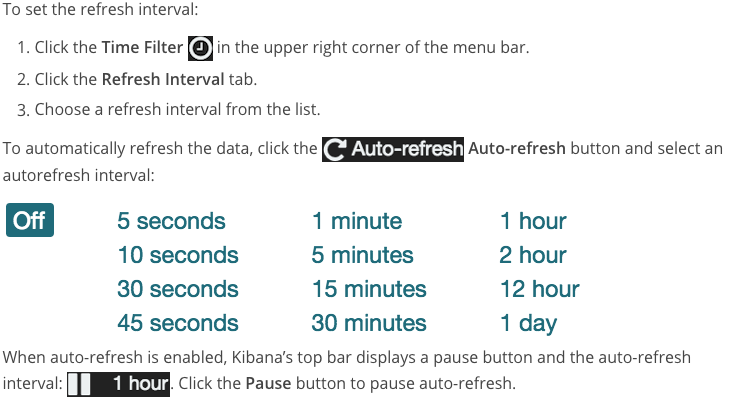 To set the refresh interval:
1. Click the Time Filter in the upper right corner of the menu bar.
2. Click the Refresh Interval tab.
3. Choose a refresh interval from the list.
To automatically refresh the data, click the Auto-refresh Auto-refresh button and select an
autorefresh interval:
Off 5 seconds 1 minute 1 hour
10 seconds 5 minutes 2 hour
30 seconds 15 minutes 12 hour
45 seconds 30 minutes 1 day
When auto-refresh is enabled, Kibana’s top bar displays a pause button and the auto-refresh
interval: 1 hour. Click the Pause button to pause auto-refresh.